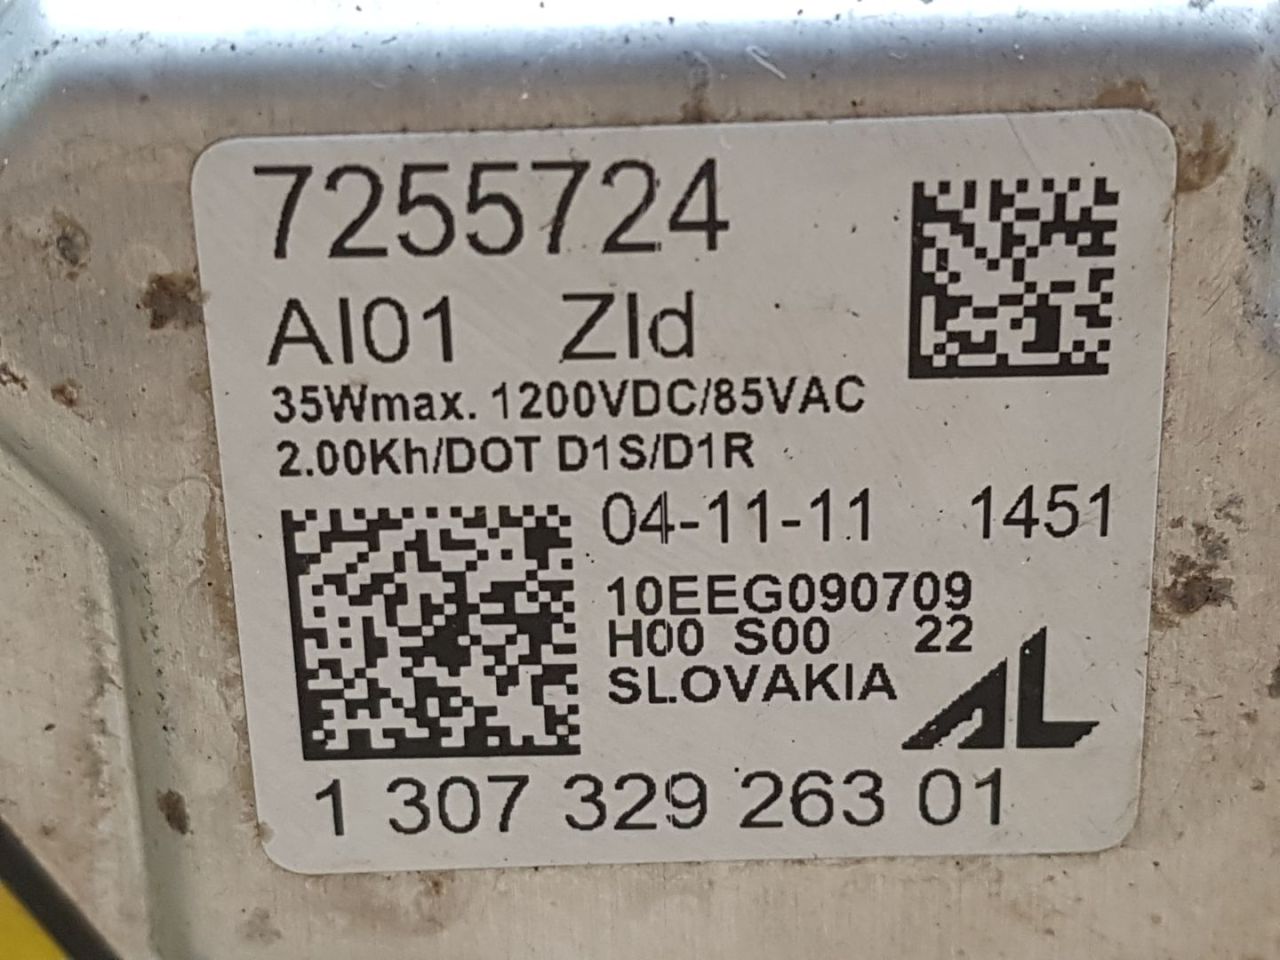 7255724
AI01 Zld
35Wmax. 1200VDC/85VAC
2.00Kh/DOT D1S/D1R
04-11-11 1451
10EEG090709
H00 S00 22
SLOVAKIA
AL
1 307 329 263 01